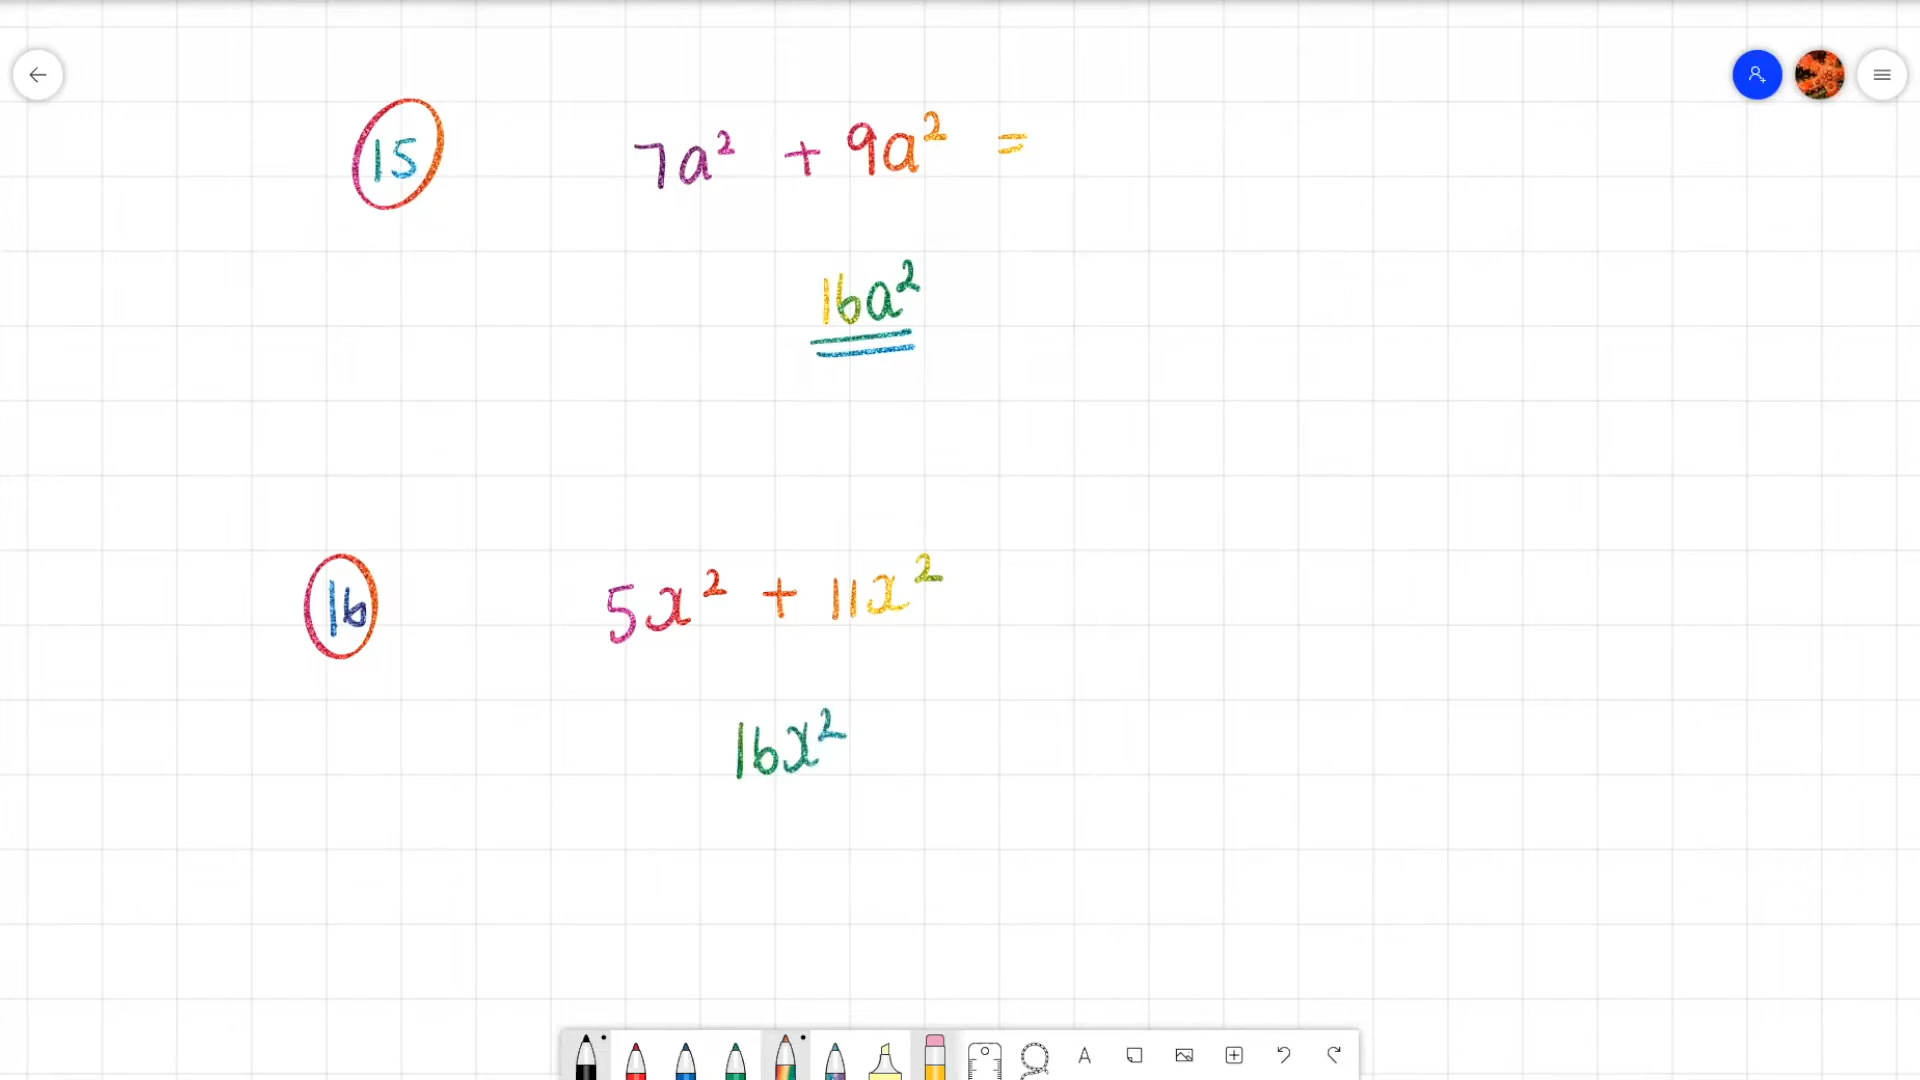 15 7a² + 9a² =
16a²
16 5x² + 11x²
16x²
A